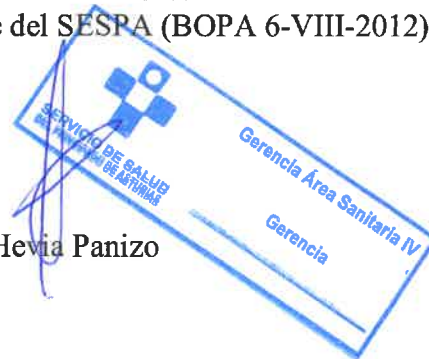 e del SESPA (BOPA 6-VIII-2012)
SERVICIO DE SALUD
DEL PRINCIPADO DE ASTURIAS
Gerencia Área Sanitaria IV
Gerencia
Hevia Panizo